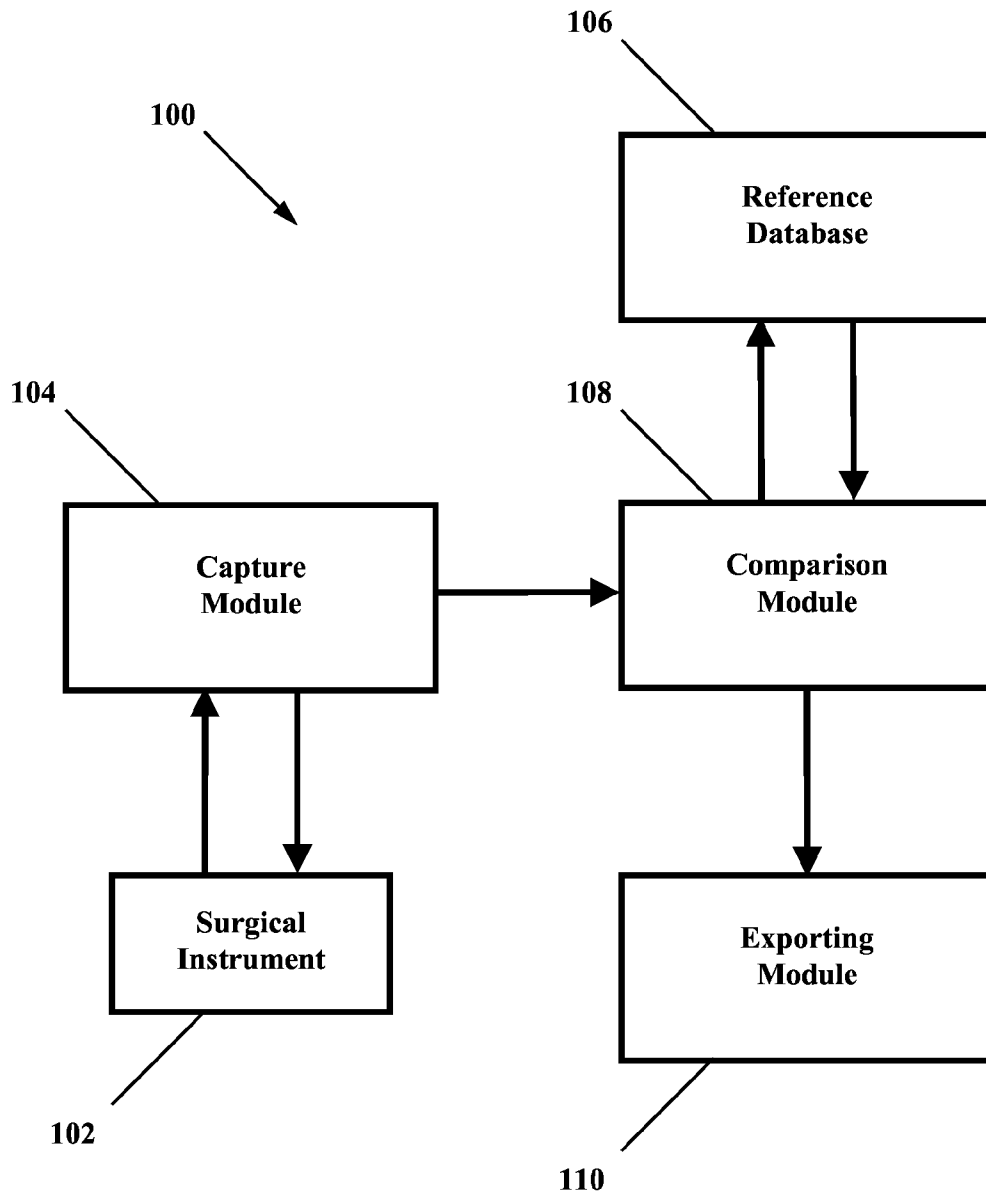 106
100
Reference
Database
104
108
Capture
Module
Comparison
Module
Surgical
Instrument
Exporting
Module
102
110